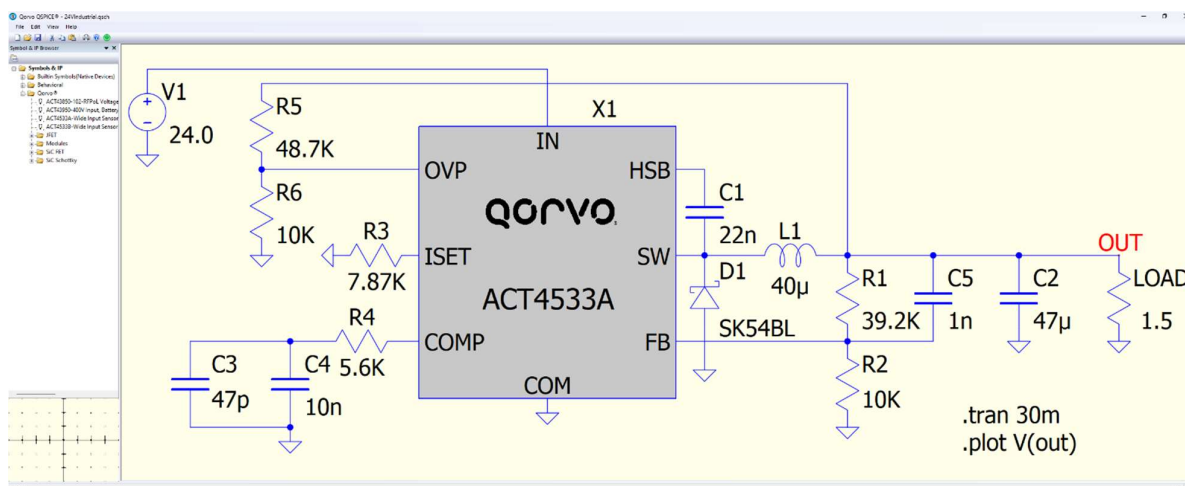 Qorvo QSPICE® - 24VIndustrial.qsch
File Edit View Help
Symbol & IP Browser
Symbols & IP
Builtin Symbols(Native Devices)
Behavioral
Qorvo®
ACT43850-102-RFPoL Voltage
ACT43950-400V Input, Battery
ACT4533A-Wide Input Sensor
ACT4533B-Wide Input Sensor
JFET
Modules
SiC FET
SiC Schottky
V1
24.0
R5
48.7K
R6
10K
R3
7.87K
R4
5.6K
C3
47p
C4
10n
X1
IN
OVP
HSB
QORVO
ISET
SW
ACT4533A
COMP
FB
COM
C1
22n
L1
40µ
D1
SK54BL
R1
39.2K
C5
1n
C2
47µ
OUT
LOAD
1.5
R2
10K
.tran 30m
.plot V(out)